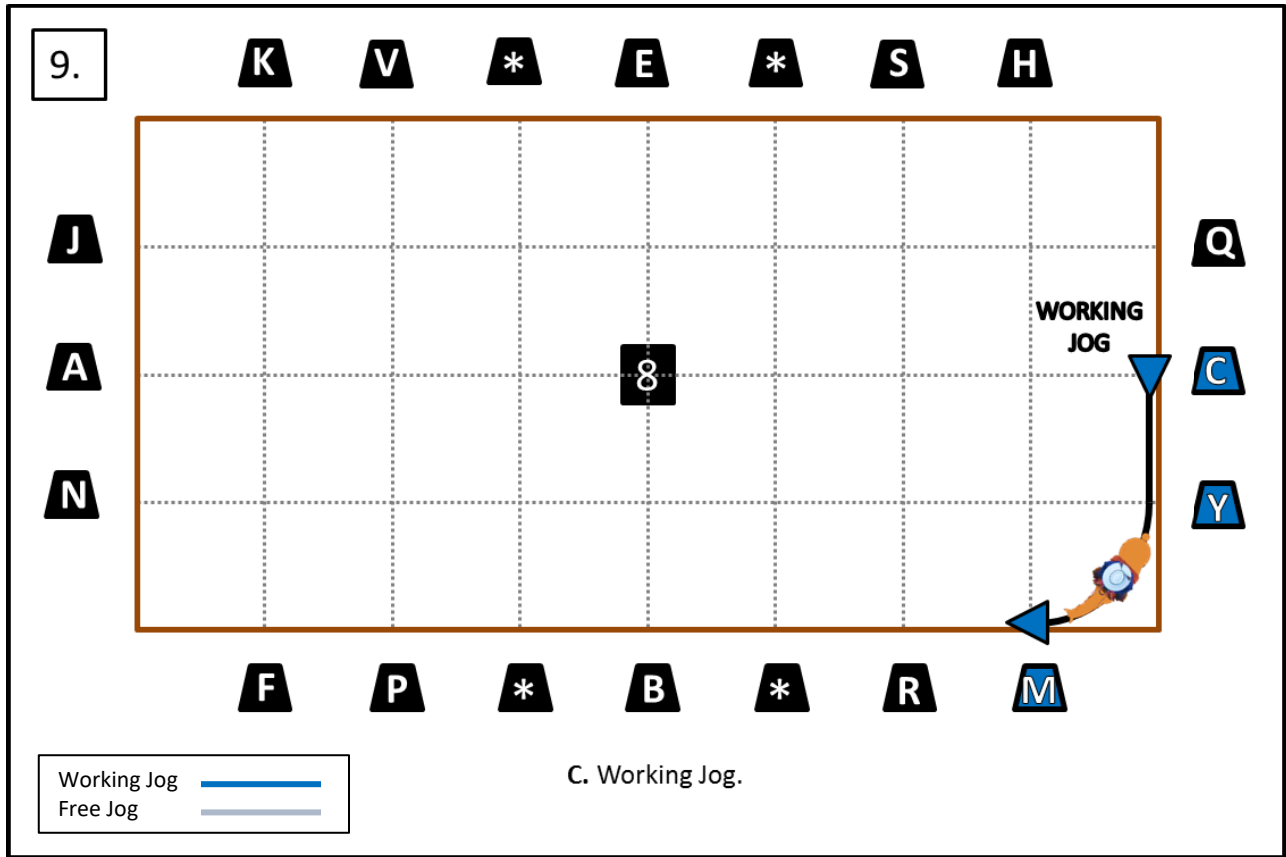 9.
K V * E * S H
J
Q
WORKING
JOG
A
8
C
N
Y
F P * B * R M
Working Jog
Free Jog
C. Working Jog.